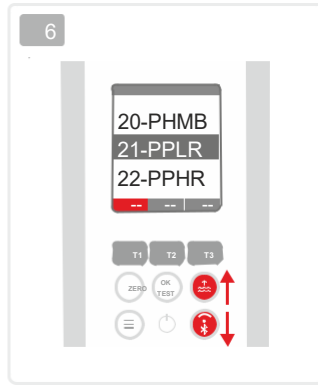 6
20-PHMB
21-PPLR
22-PPHR
-- -- --
T1 T2 T3
ZERO OK TEST